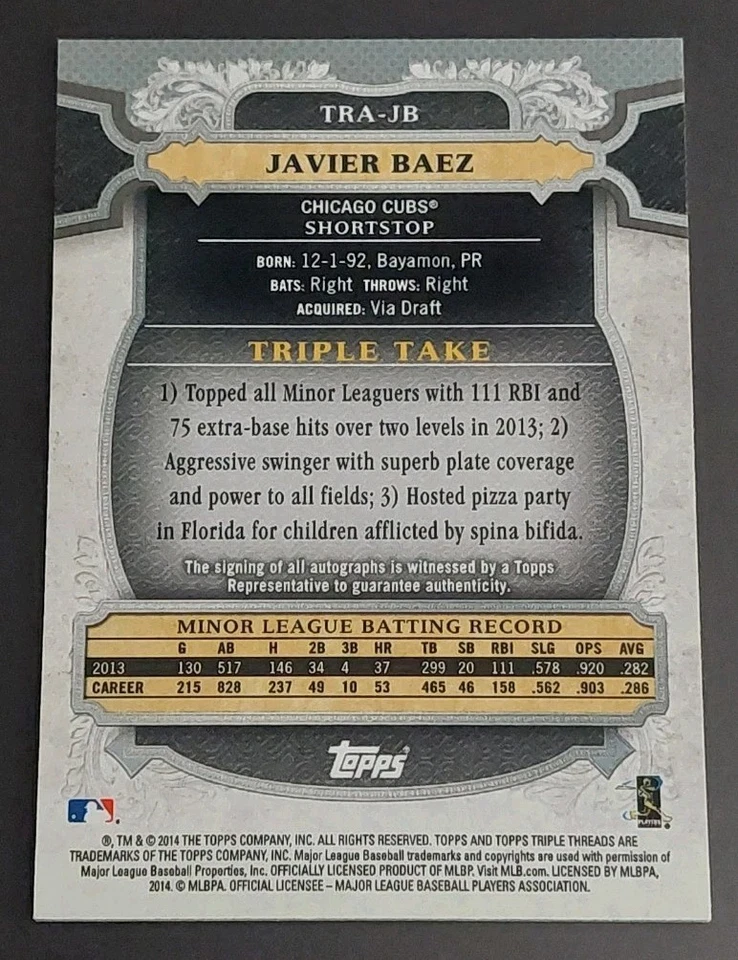 TRA-JB
JAVIER BAEZ
CHICAGO CUBS®
SHORTSTOP
BORN: 12-1-92, Bayamon, PR
BATS: Right THROWS: Right
ACQUIRED: Via Draft
TRIPLE TAKE
1) Topped all Minor Leaguers with 111 RBI and
75 extra-base hits over two levels in 2013; 2)
Aggressive swinger with superb plate coverage
and power to all fields; 3) Hosted pizza party
in Florida for children afflicted by spina bifida.
The signing of all autographs is witnessed by a Topps
Representative to guarantee authenticity.
MINOR LEAGUE BATTING RECORD
G AB H 2B 3B HR TB SB RBI SLG OPS AVG
2013 130 517 146 34 4 37 299 20 111 .578 .920 .282
CAREER 215 828 237 49 10 53 465 46 158 .562 .903 .286
Topps®
PLAYERS
®, TM & © 2014 THE TOPPS COMPANY, INC. ALL RIGHTS RESERVED. TOPPS AND TOPPS TRIPLE THREADS ARE
TRADEMARKS OF THE TOPPS COMPANY, INC. Major League Baseball trademarks and copyrights are used with permission of
Major League Baseball Properties, Inc. OFFICIALLY LICENSED PRODUCT OF MLBP. Visit MLB.com. LICENSED BY MLBPA,
2014. © MLBPA. OFFICIAL LICENSEE – MAJOR LEAGUE BASEBALL PLAYERS ASSOCIATION.